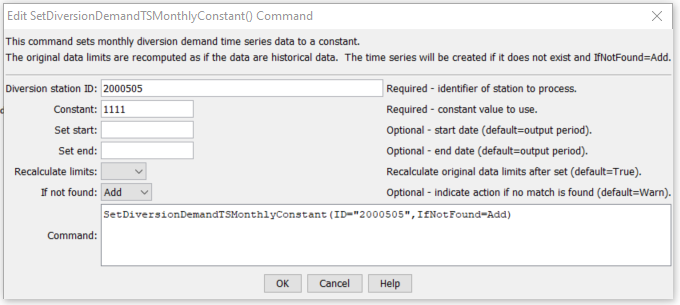 Edit SetDiversionDemandTSMonthlyConstant() Command
This command sets monthly diversion demand time series data to a constant.
The original data limits are recomputed as if the data are historical data. The time series will be created if it does not exist and IfNotFound=Add.
Diversion station ID: 2000505 Required - identifier of station to process.
Constant: 1111 Required - constant value to use.
Set start: Optional - start date (default=output period).
Set end: Optional - end date (default=output period).
Recalculate limits: Recalculate original data limits after set (default=True).
If not found: Add Optional - indicate action if no match is found (default=Warn).
Command: SetDiversionDemandTSMonthlyConstant(ID="2000505",IfNotFound=Add)
OK Cancel Help